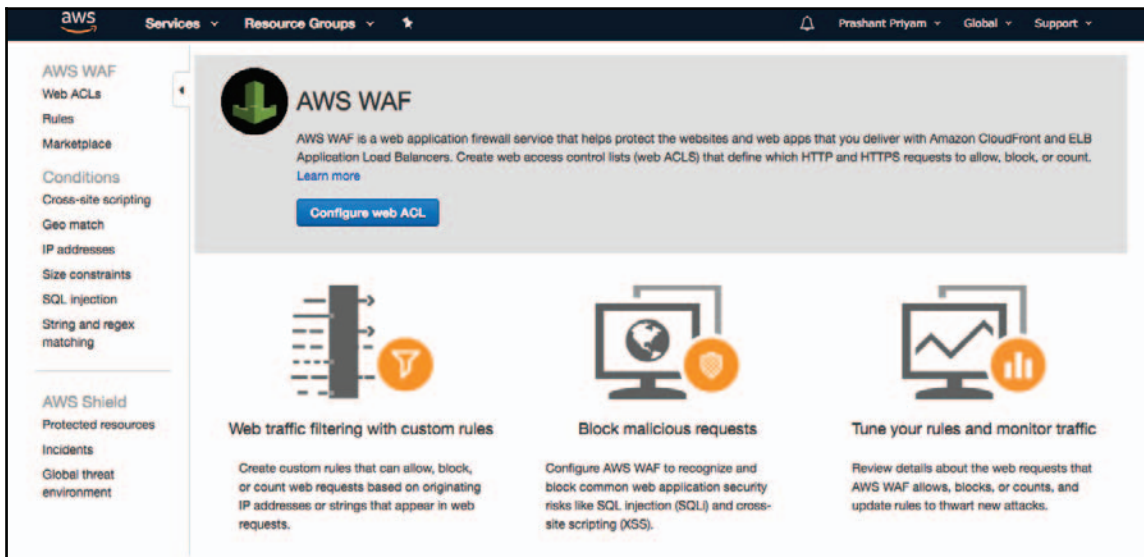 aws Services Resource Groups Prashant Priyam Global Support
AWS WAF
Web ACLs
Rules
Marketplace
Conditions
Cross-site scripting
Geo match
IP addresses
Size constraints
SQL injection
String and regex
matching
AWS Shield
Protected resources
Incidents
Global threat
environment
AWS WAF
AWS WAF is a web application firewall service that helps protect the websites and web apps that you deliver with Amazon CloudFront and ELB
Application Load Balancers. Create web access control lists (web ACLS) that define which HTTP and HTTPS requests to allow, block, or count.
Learn more
Configure web ACL
Web traffic filtering with custom rules
Create custom rules that can allow, block,
or count web requests based on originating
IP addresses or strings that appear in web
requests.
Block malicious requests
Configure AWS WAF to recognize and
block common web application security
risks like SQL injection (SQLi) and cross-
site scripting (XSS).
Tune your rules and monitor traffic
Review details about the web requests that
AWS WAF allows, blocks, or counts, and
update rules to thwart new attacks.